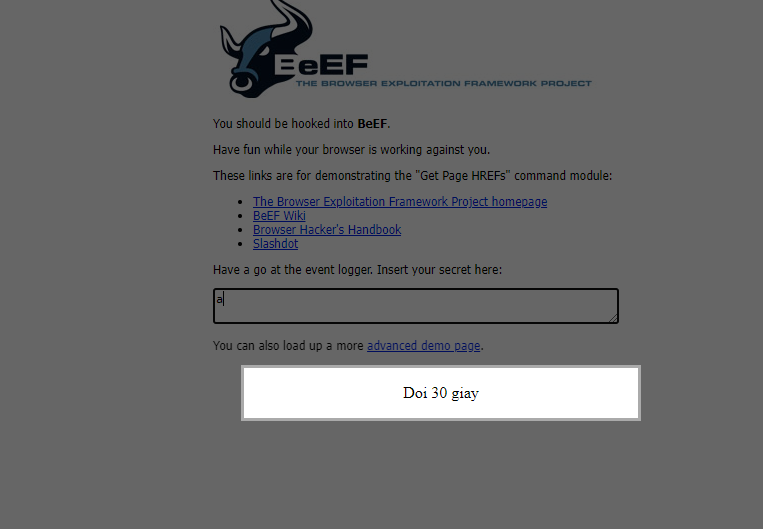 BeEF
THE BROWSER EXPLOITATION FRAMEWORK PROJECT
You should be hooked into BeEF.
Have fun while your browser is working against you.
These links are for demonstrating the "Get Page HREFs" command module:
The Browser Exploitation Framework Project homepage
BeEF Wiki
Browser Hacker's Handbook
Slashdot
Have a go at the event logger. Insert your secret here:
a
You can also load up a more advanced demo page.
Doi 30 giay